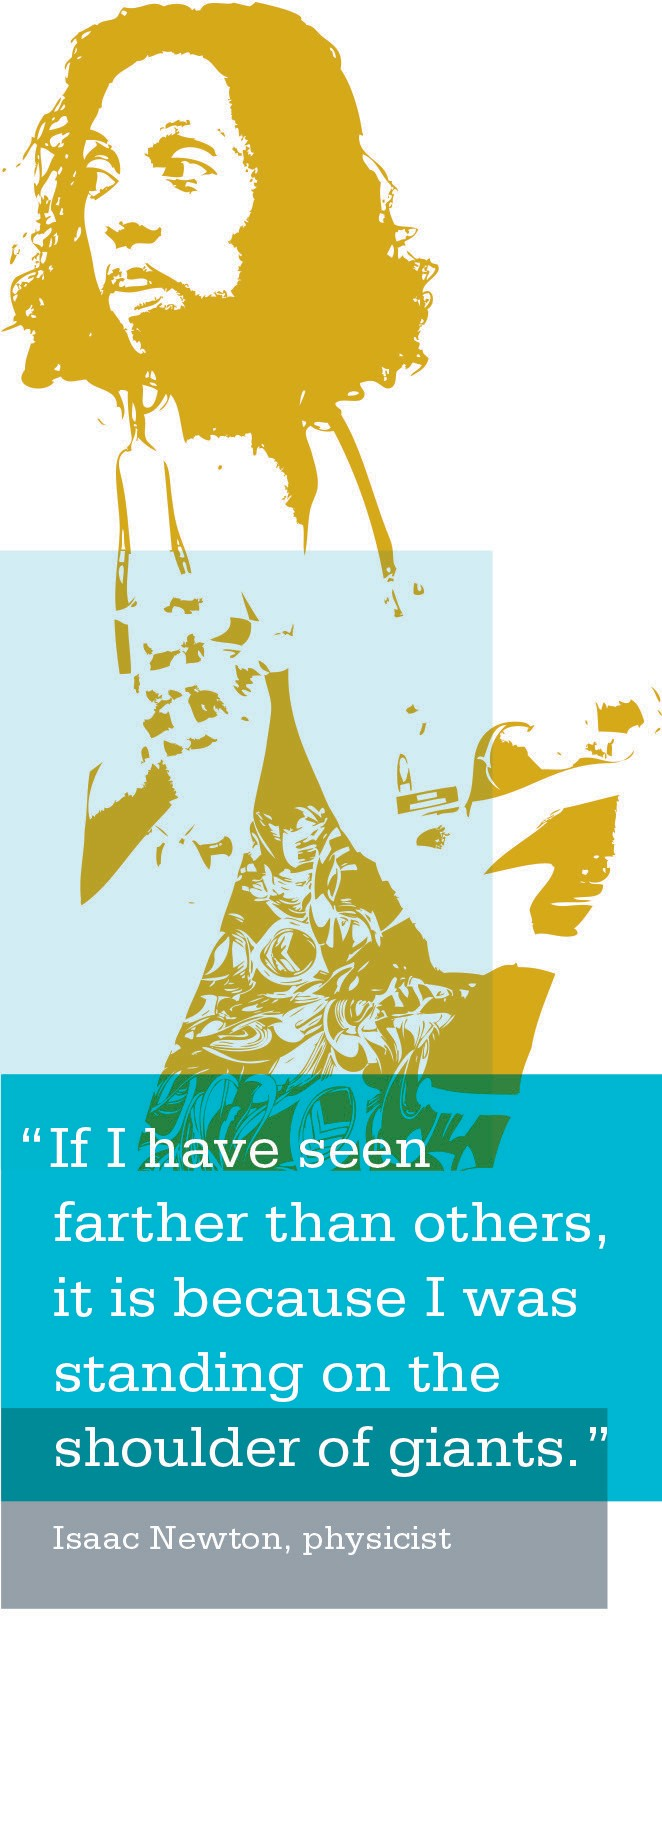 “If I have seen
farther than others,
it is because I was
standing on the
shoulder of giants.”
Isaac Newton, physicist